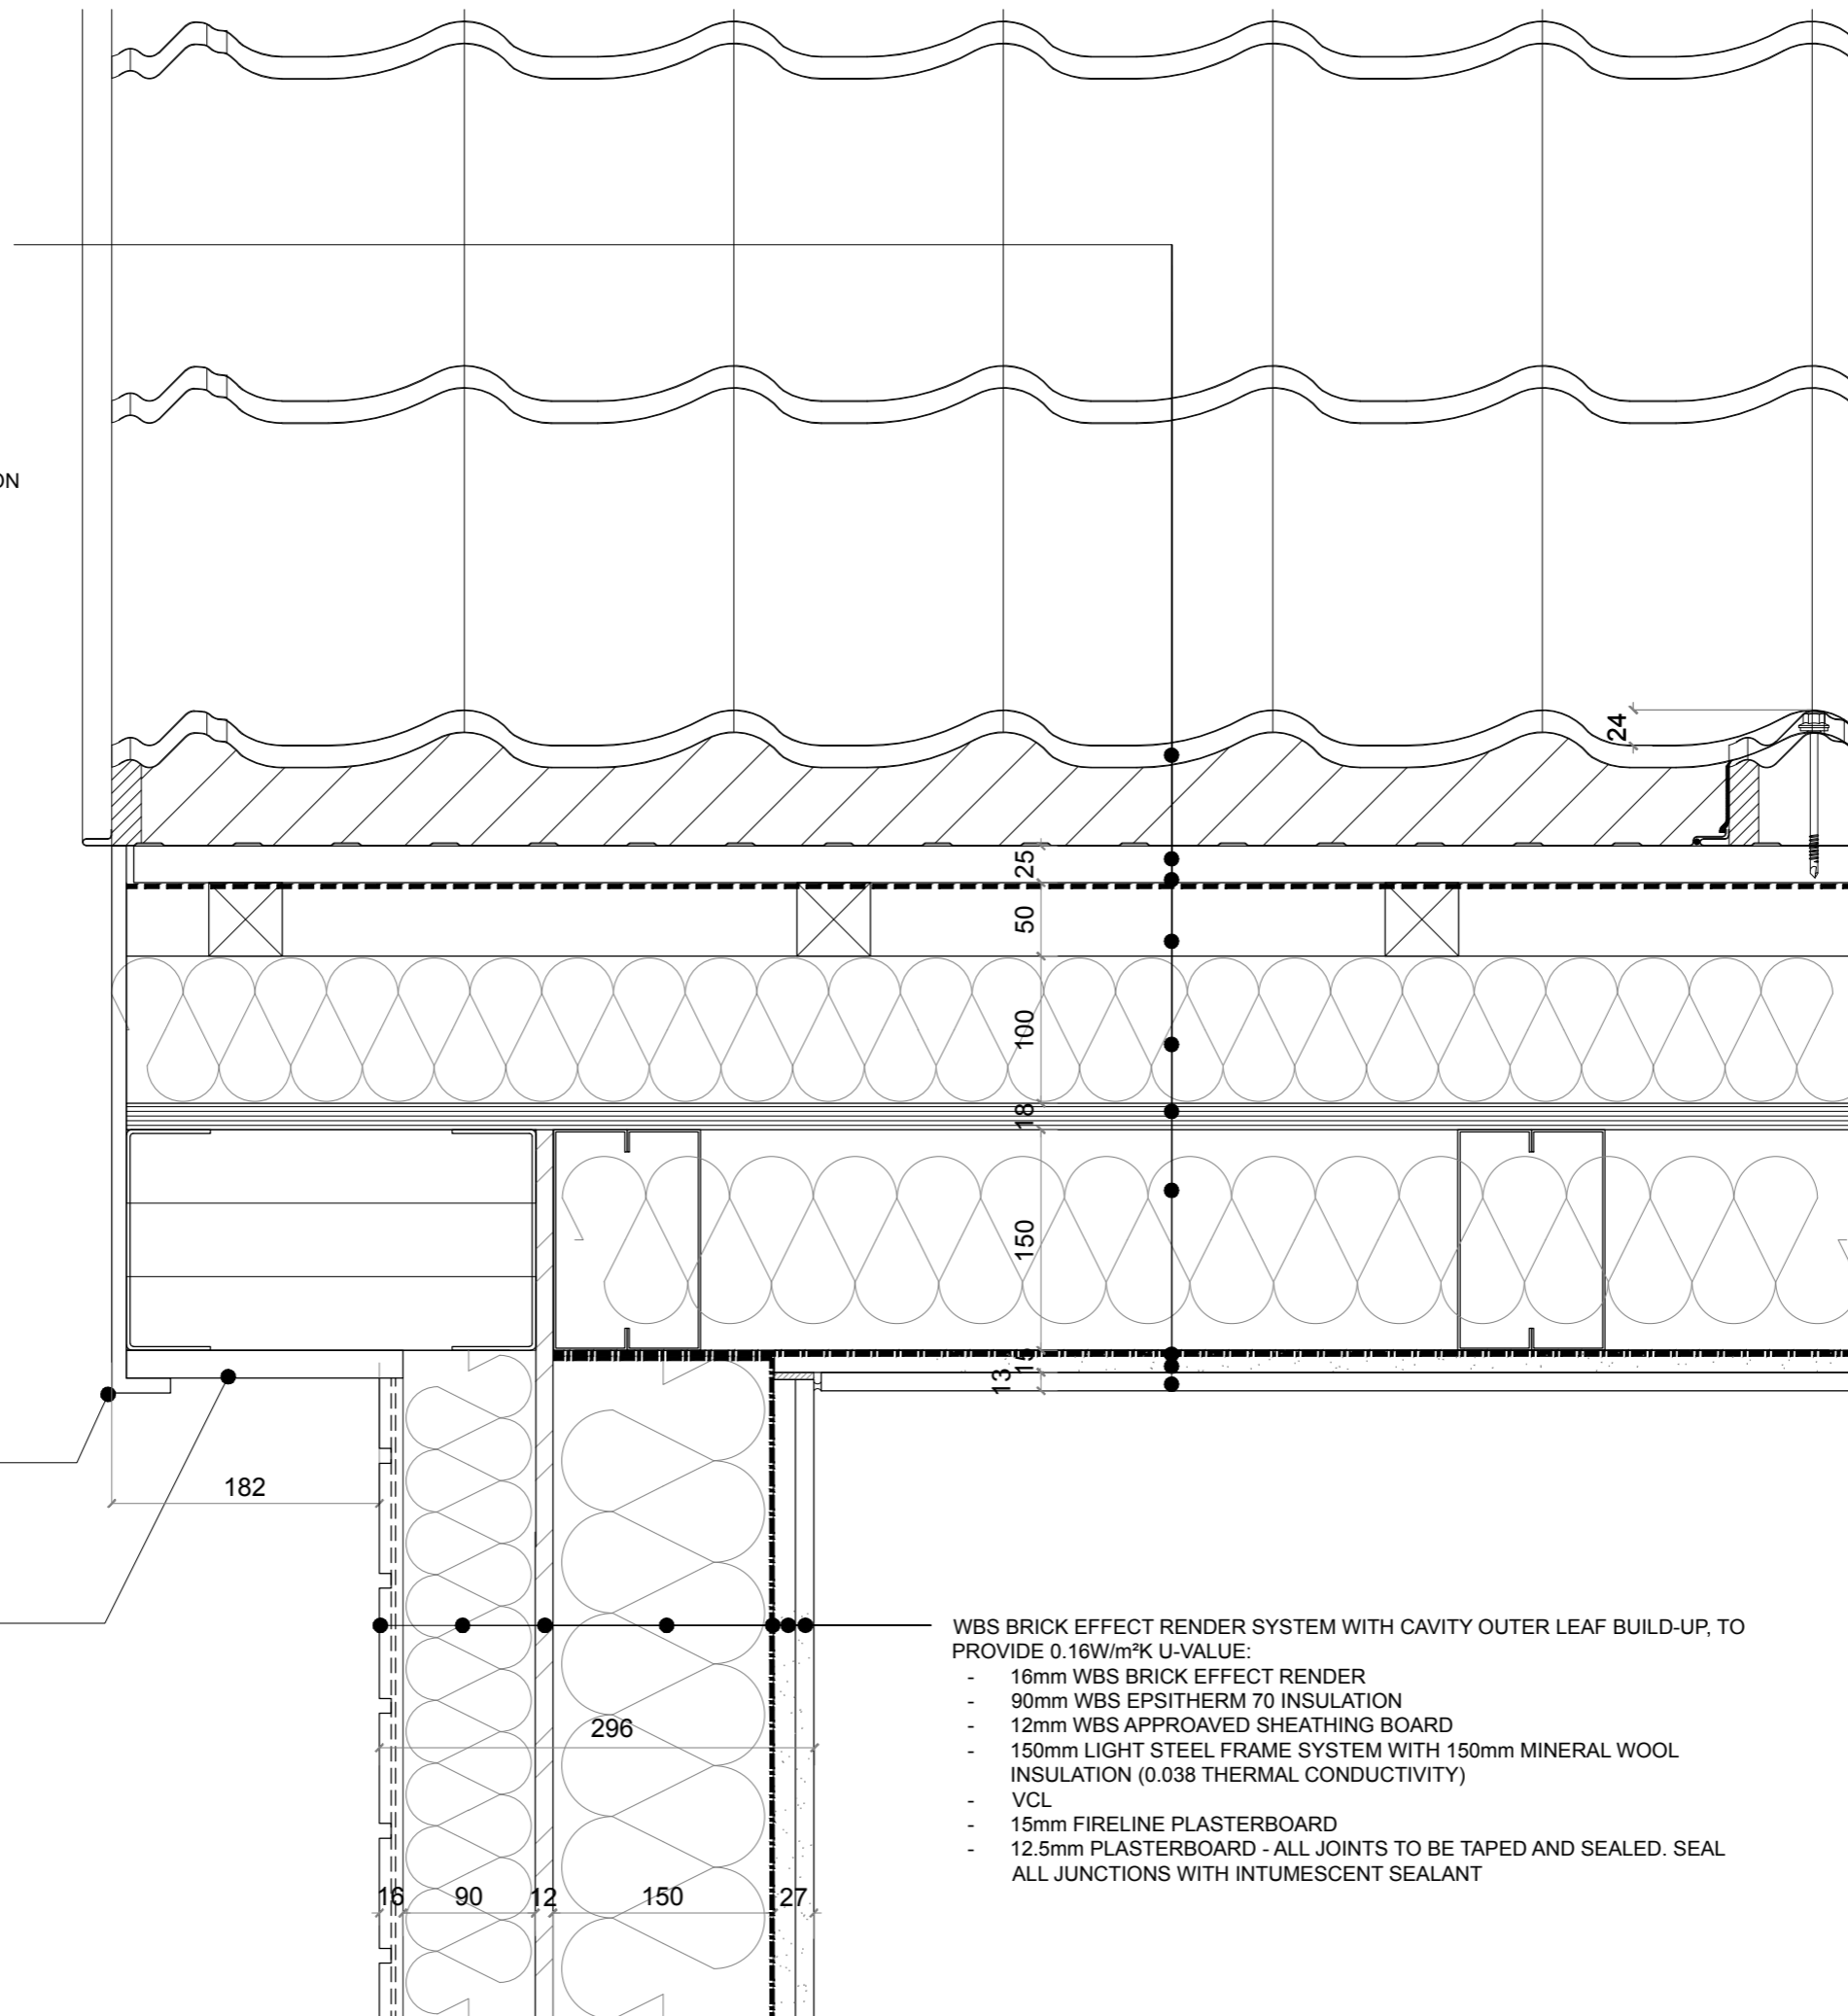 ON
24
25
50
100
18
150
15
13
182
WBS BRICK EFFECT RENDER SYSTEM WITH CAVITY OUTER LEAF BUILD-UP, TO
PROVIDE 0.16W/m²K U-VALUE:
- 16mm WBS BRICK EFFECT RENDER
- 90mm WBS EPSITHERM 70 INSULATION
- 12mm WBS APPROAVED SHEATHING BOARD
- 150mm LIGHT STEEL FRAME SYSTEM WITH 150mm MINERAL WOOL
INSULATION (0.038 THERMAL CONDUCTIVITY)
- VCL
- 15mm FIRELINE PLASTERBOARD
- 12.5mm PLASTERBOARD - ALL JOINTS TO BE TAPED AND SEALED. SEAL
ALL JUNCTIONS WITH INTUMESCENT SEALANT
296
16 90 12 150 27